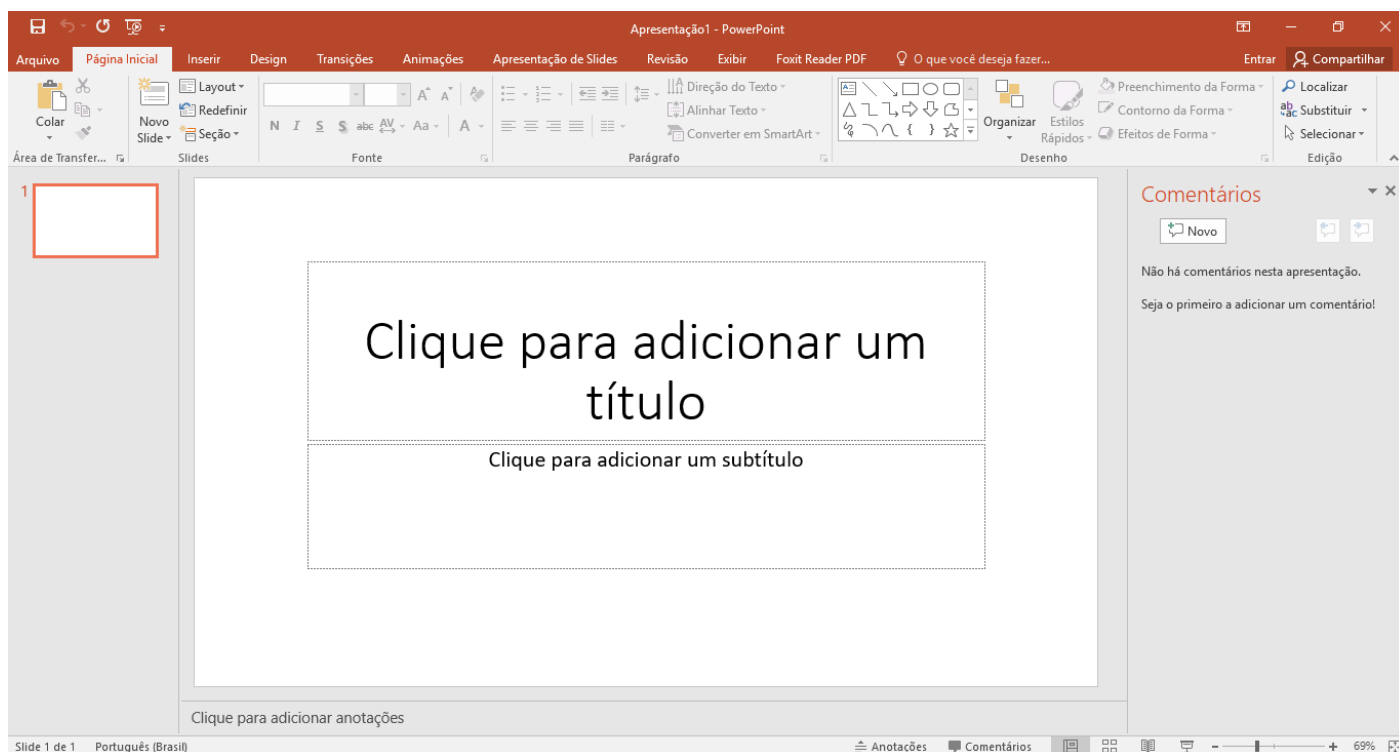 Apresentação1 - PowerPoint
Arquivo Página Inicial Inserir Design Transições Animações Apresentação de Slides Revisão Exibir Foxit Reader PDF O que você deseja fazer... Entrar Compartilhar
Colar
Novo
Slide
Layout
Redefinir
Seção
N I S S abc AV Aa A
A A
Direção do Texto
Alinhar Texto
Converter em SmartArt
Organizar
Estilos
Rápidos
Preenchimento da Forma
Contorno da Forma
Efeitos de Forma
Localizar
Substituir
Selecionar
Área de Transfer... Slides Fonte Parágrafo Desenho Edição
1
Clique para adicionar um
título
Clique para adicionar um subtítulo
Comentários
Novo
Não há comentários nesta apresentação.
Seja o primeiro a adicionar um comentário!
Clique para adicionar anotações
Slide 1 de 1 Português (Brasil) Anotações Comentários 69%